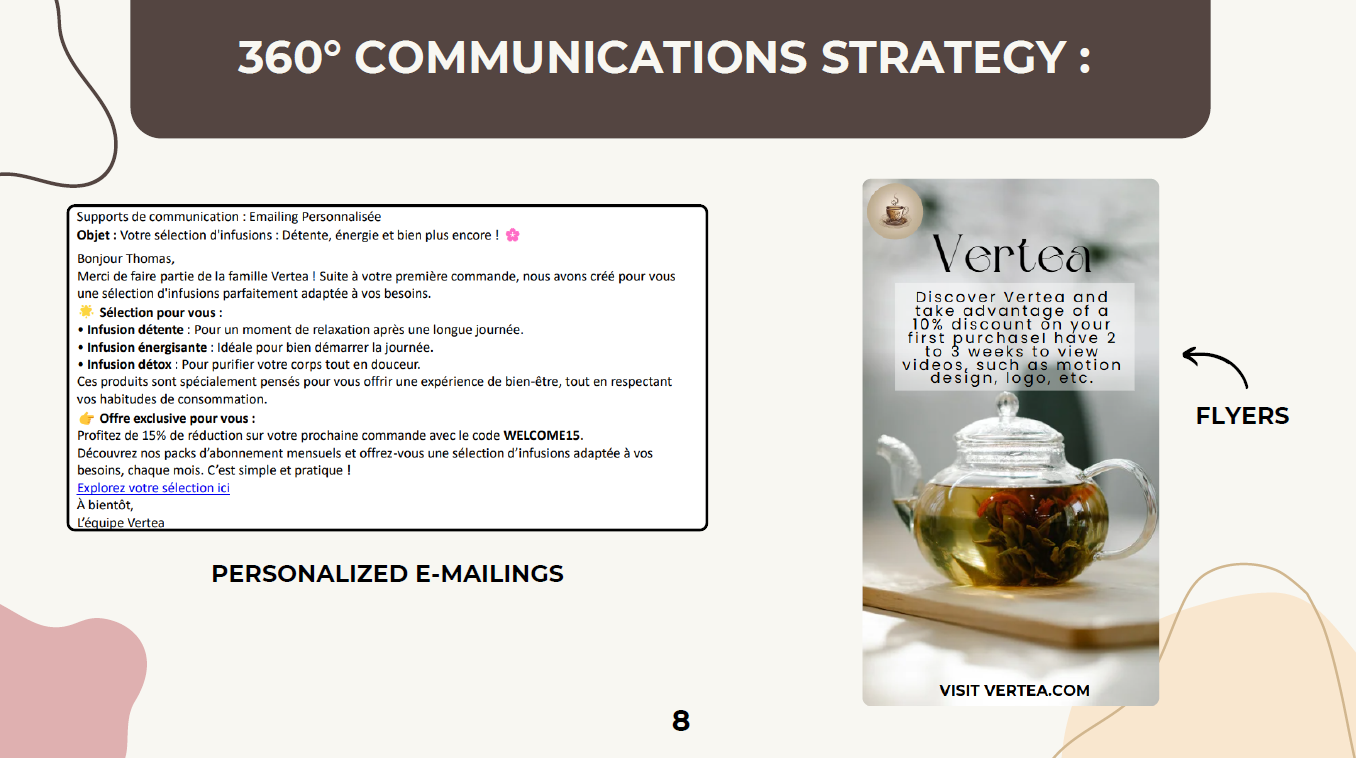 360° COMMUNICATIONS STRATEGY :
Supports de communication : Emailing Personnalisée
Objet : Votre sélection d'infusions : Détente, énergie et bien plus encore ! 🌸
Bonjour Thomas,
Merci de faire partie de la famille Vertea ! Suite à votre première commande, nous avons créé pour vous
une sélection d'infusions parfaitement adaptée à vos besoins.
🌟 Sélection pour vous :
• Infusion détente : Pour un moment de relaxation après une longue journée.
• Infusion énergisante : Idéale pour bien démarrer la journée.
• Infusion détox : Pour purifier votre corps tout en douceur.
Ces produits sont spécialement pensés pour vous offrir une expérience de bien-être, tout en respectant
vos habitudes de consommation.
👉 Offre exclusive pour vous :
Profitez de 15% de réduction sur votre prochaine commande avec le code WELCOME15.
Découvrez nos packs d'abonnement mensuels et offrez-vous une sélection d'infusions adaptée à vos
besoins, chaque mois. C'est simple et pratique !
Explorez votre sélection ici
À bientôt,
L'équipe Vertea
PERSONALIZED E-MAILINGS
Vertea
Discover Vertea and
take advantage of a
10% discount on your
first purchaseI have 2
to 3 weeks to view
videos, such as motion
design, logo, etc.
VISIT VERTEA.COM
FLYERS
8